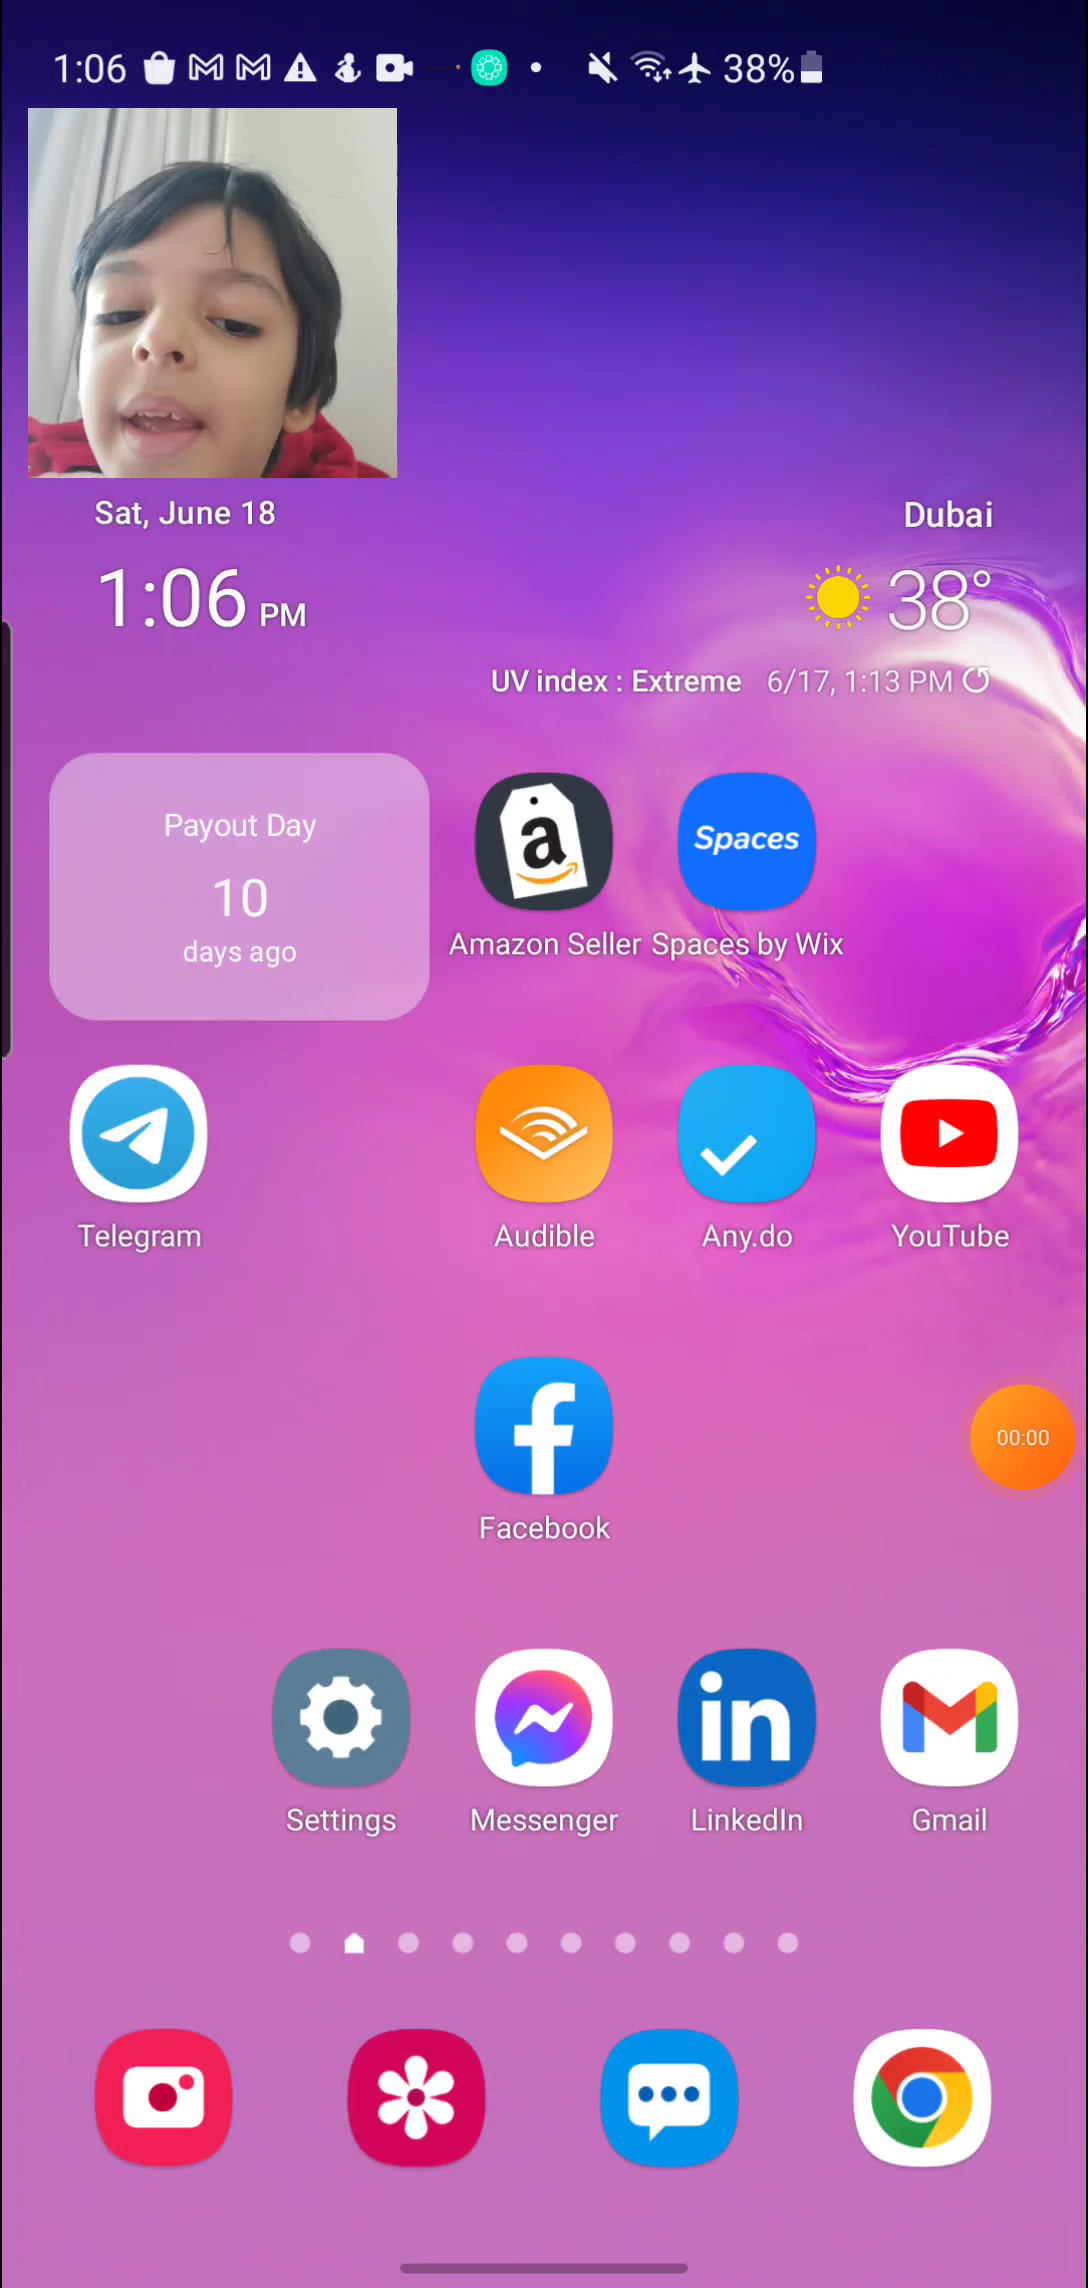 1:06 38%
Sat, June 18
Dubai
1:06 PM
38°
UV index : Extreme 6/17, 1:13 PM
Payout Day
10
days ago
a
Spaces
Amazon Seller
Spaces by Wix
Telegram
Audible
Any.do
YouTube
f
Facebook
00:00
in
Settings
Messenger
LinkedIn
Gmail